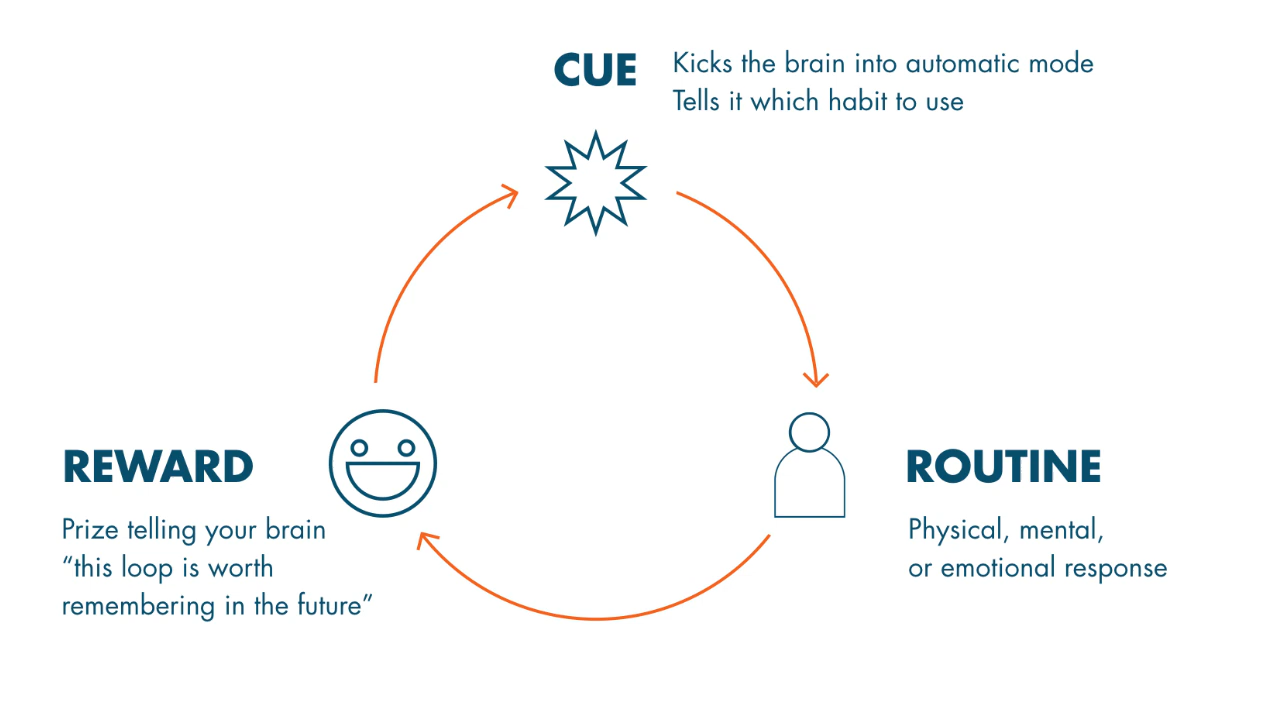 CUE
Kicks the brain into automatic mode
Tells it which habit to use
REWARD
Prize telling your brain
“this loop is worth
remembering in the future”
ROUTINE
Physical, mental,
or emotional response